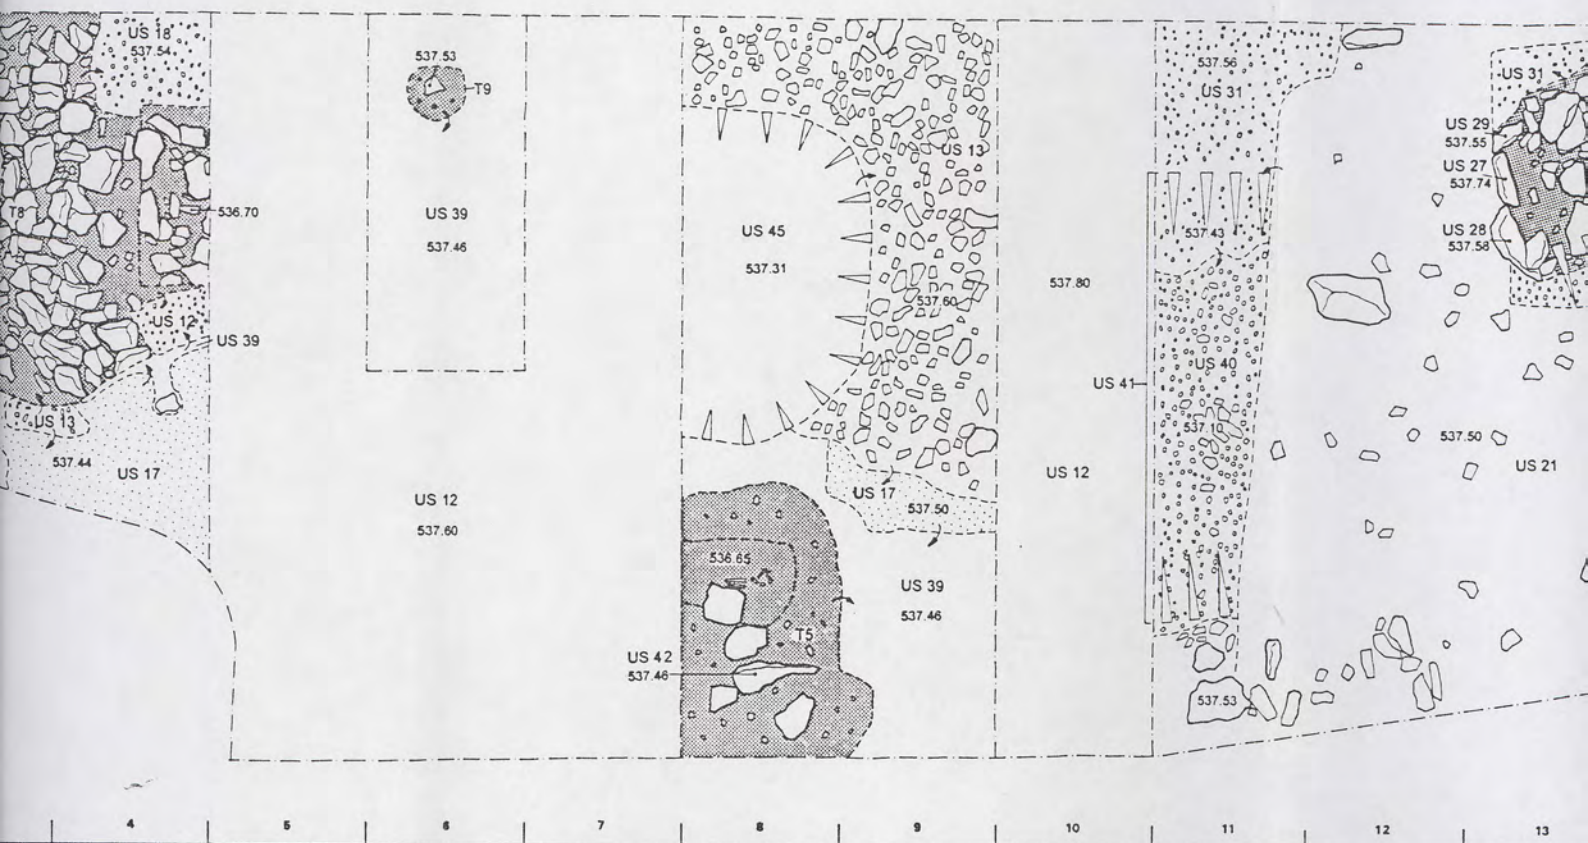 US 18
537.54
T8
536.70
US 12
US 39
US 13
537.44
US 17
537.53
T9
US 39
537.46
US 12
537.60
US 45
537.31
US 13
537.60
US 17
537.50
536.65
T5
US 42
537.46
US 39
537.46
537.80
US 12
US 41
537.56
US 31
537.43
US 40
537.10
537.53
537.50
US 21
US 31
US 29
537.55
US 27
537.74
US 28
537.58
4 5 6 7 8 9 10 11 12 13